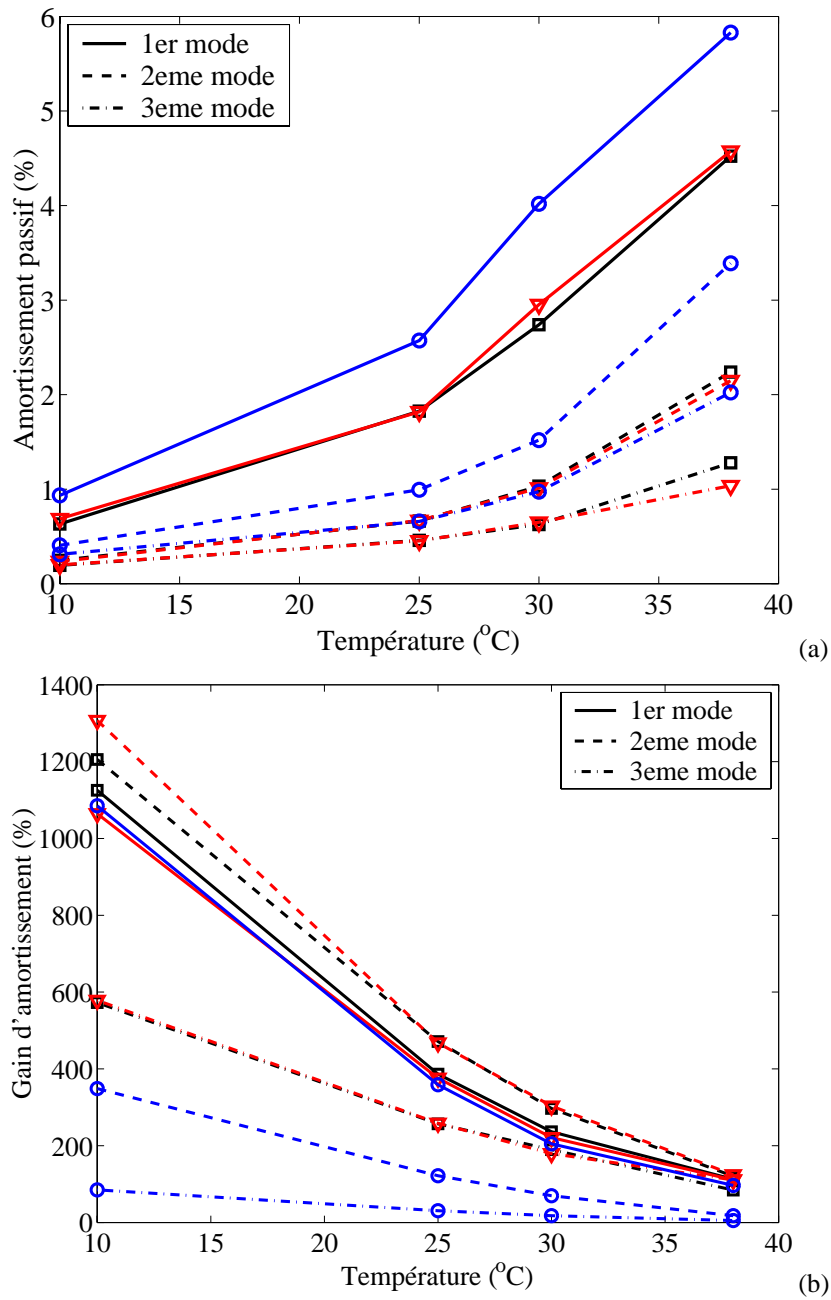 6
5
4
3
2
1
0
Amortissement passif (%)
1er mode
2eme mode
3eme mode
10
15
20
25
30
35
40
Température (°C)
(a)
1400
1200
1000
800
600
400
200
0
Gain d'amortissement (%)
1er mode
2eme mode
3eme mode
10
15
20
25
30
35
40
Température (°C)
(b)